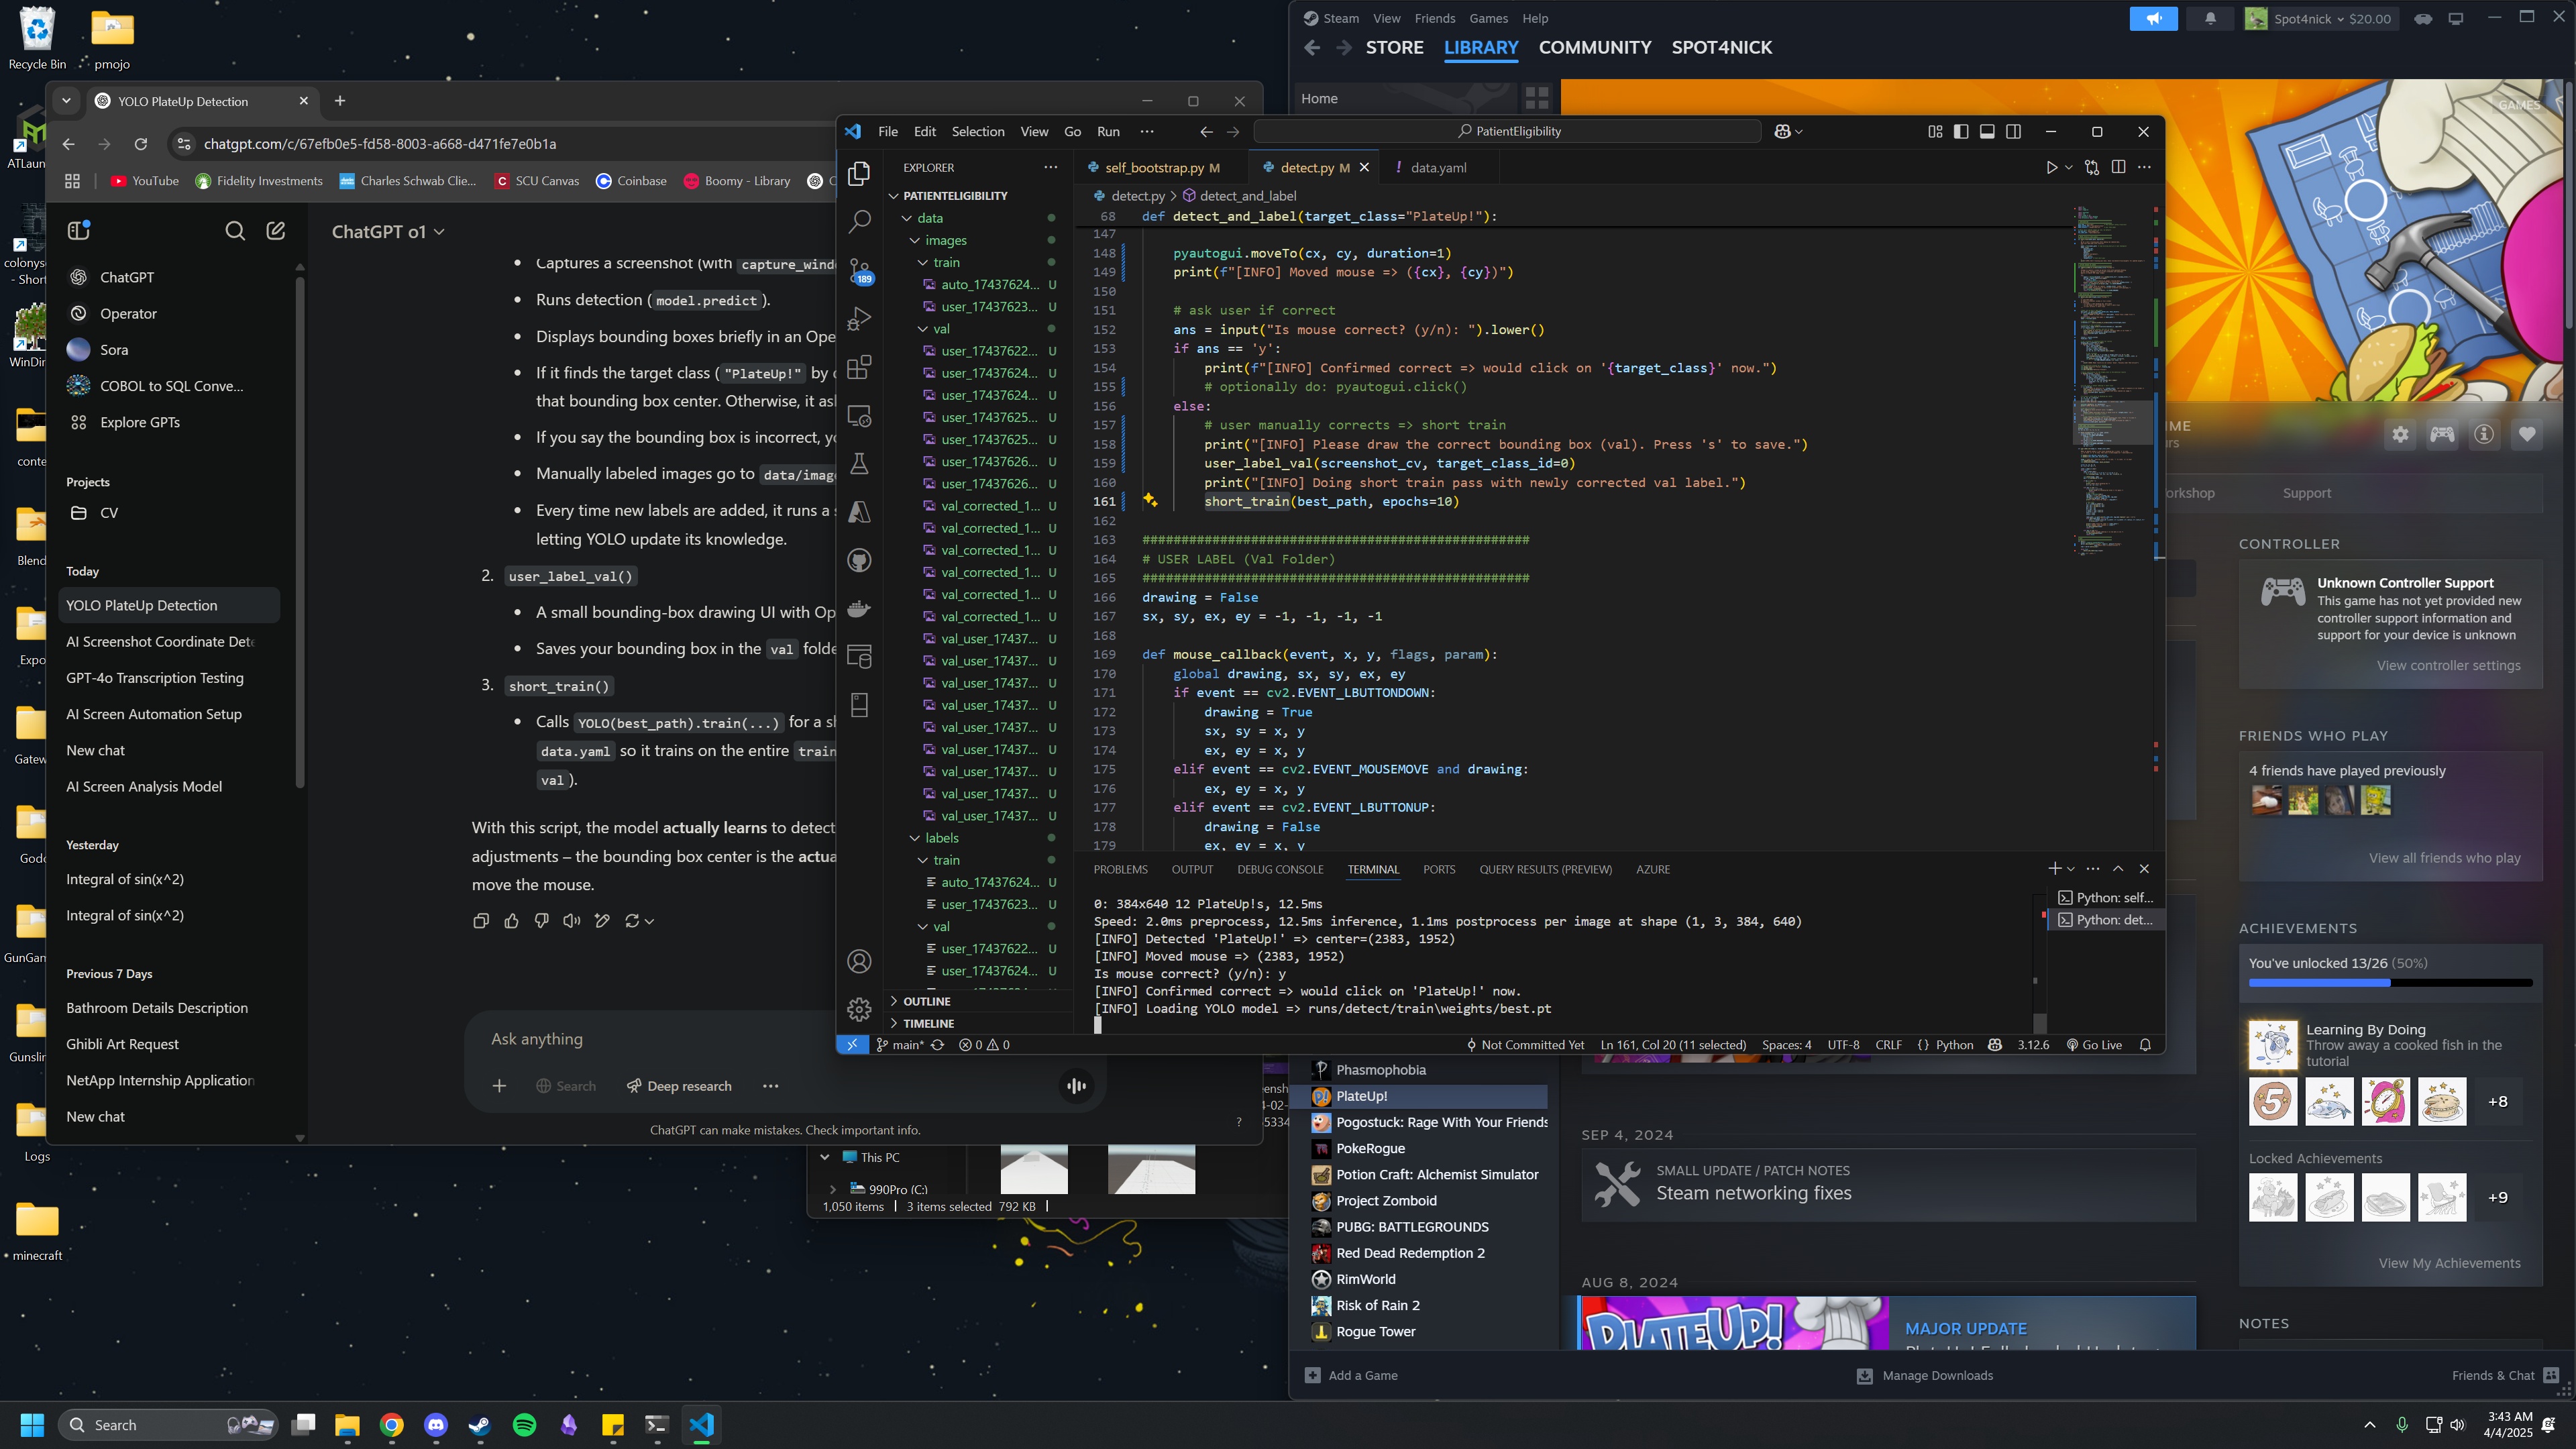 Recycle Bin
pmojo
ATLaun
colonys
- Short
WinDir
conte
Blend
Expo
Gatew
Godo
GunGan
Gunslin
Logs
minecraft
YOLO PlateUp Detection
chatgpt.com/c/67efb0e5-fd58-8003-a668-d471fe7e0b1a
YouTube
Fidelity Investments
Charles Schwab Clie...
SCU Canvas
Coinbase
Boomy - Library
ChatGPT
Operator
Sora
COBOL to SQL Conve...
Explore GPTs
Projects
CV
Today
YOLO PlateUp Detection
AI Screenshot Coordinate Dete
GPT-4o Transcription Testing
AI Screen Automation Setup
New chat
AI Screen Analysis Model
Yesterday
Integral of sin(x^2)
Integral of sin(x^2)
Previous 7 Days
Bathroom Details Description
Ghibli Art Request
NetApp Internship Application
New chat
ChatGPT o1
Captures a screenshot (with capture_wind
Runs detection (model.predict).
Displays bounding boxes briefly in an Ope
If it finds the target class ("PlateUp!" by d
that bounding box center. Otherwise, it as
If you say the bounding box is incorrect, yo
Manually labeled images go to data/imag
Every time new labels are added, it runs a s
letting YOLO update its knowledge.
2. user_label_val()
A small bounding-box drawing UI with Op
Saves your bounding box in the val folde
3. short_train()
Calls YOLO(best_path).train(...) for a sh
data.yaml so it trains on the entire train
val).
With this script, the model actually learns to detect
adjustments – the bounding box center is the actua
move the mouse.
Ask anything
Search
Deep research
ChatGPT can make mistakes. Check important info.
?
File Edit Selection View Go Run ...
PatientEligibility
EXPLORER
PATIENTELIGIBILITY
data
images
train
auto_17437624... U
user_17437623... U
val
user_17437622... U
user_17437624... U
user_17437624... U
user_17437625... U
user_17437625... U
user_17437626... U
user_17437626... U
val_corrected_1... U
val_corrected_1... U
val_corrected_1... U
val_corrected_1... U
val_corrected_1... U
val_corrected_1... U
val_user_17437... U
val_user_17437... U
val_user_17437... U
val_user_17437... U
val_user_17437... U
val_user_17437... U
val_user_17437... U
val_user_17437... U
val_user_17437... U
labels
train
auto_17437624... U
user_17437623... U
val
user_17437622... U
user_17437624... U
OUTLINE
TIMELINE
189
self_bootstrap.py M
detect.py M
! data.yaml
detect.py > detect_and_label
68 def detect_and_label(target_class="PlateUp!"):
147
148 pyautogui.moveTo(cx, cy, duration=1)
149 print(f"[INFO] Moved mouse => ({cx}, {cy})")
150
151 # ask user if correct
152 ans = input("Is mouse correct? (y/n): ").lower()
153 if ans == 'y':
154 print(f"[INFO] Confirmed correct => would click on '{target_class}' now.")
155 # optionally do: pyautogui.click()
156 else:
157 # user manually corrects => short train
158 print("[INFO] Please draw the correct bounding box (val). Press 's' to save.")
159 user_label_val(screenshot_cv, target_class_id=0)
160 print("[INFO] Doing short train pass with newly corrected val label.")
161 short_train(best_path, epochs=10)
162
163 ##################################################
164 # USER LABEL (Val Folder)
165 ##################################################
166 drawing = False
167 sx, sy, ex, ey = -1, -1, -1, -1
168
169 def mouse_callback(event, x, y, flags, param):
170 global drawing, sx, sy, ex, ey
171 if event == cv2.EVENT_LBUTTONDOWN:
172 drawing = True
173 sx, sy = x, y
174 ex, ey = x, y
175 elif event == cv2.EVENT_MOUSEMOVE and drawing:
176 ex, ey = x, y
177 elif event == cv2.EVENT_LBUTTONUP:
178 drawing = False
179 ex, ey = x, y
PROBLEMS OUTPUT DEBUG CONSOLE TERMINAL PORTS QUERY RESULTS (PREVIEW) AZURE
0: 384x640 12 PlateUp!s, 12.5ms
Speed: 2.0ms preprocess, 12.5ms inference, 1.1ms postprocess per image at shape (1, 3, 384, 640)
[INFO] Detected 'PlateUp!' => center=(2383, 1952)
[INFO] Moved mouse => (2383, 1952)
Is mouse correct? (y/n): y
[INFO] Confirmed correct => would click on 'PlateUp!' now.
[INFO] Loading YOLO model => runs/detect/train\weights/best.pt
Python: self...
Python: det...
main* 0 0 Not Committed Yet Ln 161, Col 20 (11 selected) Spaces: 4 UTF-8 CRLF {} Python 3.12.6 Go Live
This PC
990Pro (C:)
1,050 items 3 items selected 792 KB
Steam View Friends Games Help
Spot4nick $20.00
STORE LIBRARY COMMUNITY SPOT4NICK
Home
GAMES
orkshop
Support
CONTROLLER
Unknown Controller Support
This game has not yet provided new
controller support information and
support for your device is unknown
View controller settings
FRIENDS WHO PLAY
4 friends have played previously
View all friends who play
ACHIEVEMENTS
You've unlocked 13/26 (50%)
Learning By Doing
Throw away a cooked fish in the
tutorial
+8
Locked Achievements
+9
View My Achievements
NOTES
Phasmophobia
PlateUp!
Pogostuck: Rage With Your Friends
PokeRogue
Potion Craft: Alchemist Simulator
Project Zomboid
PUBG: BATTLEGROUNDS
Red Dead Redemption 2
RimWorld
Risk of Rain 2
Rogue Tower
SEP 4, 2024
SMALL UPDATE / PATCH NOTES
Steam networking fixes
AUG 8, 2024
PLATEUP!
MAJOR UPDATE
Add a Game
Manage Downloads
Friends & Chat
Search
3:43 AM
4/4/2025